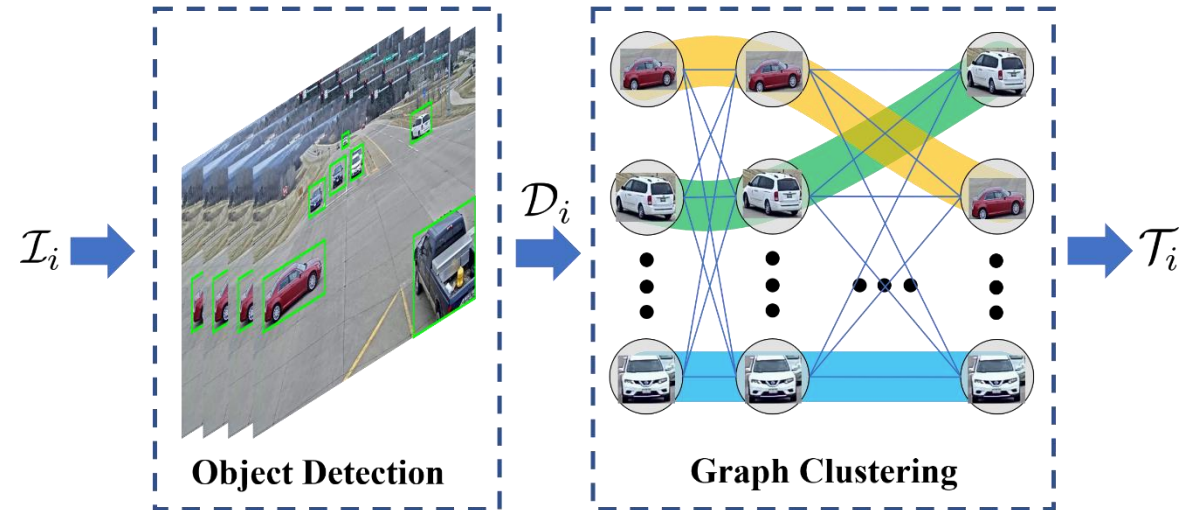 𝓘ᵢ
𝓓ᵢ
𝓣ᵢ
Object Detection
Graph Clustering